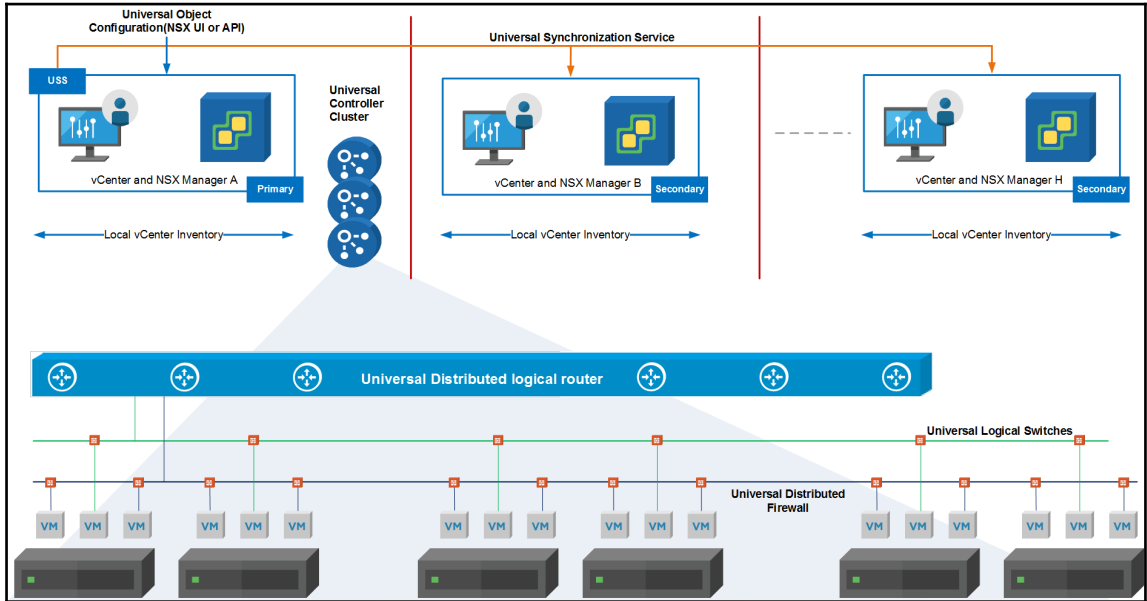 Universal Object
Configuration(NSX UI or API)
Universal Synchronization Service
USS
Universal
Controller
Cluster
vCenter and NSX Manager A
Primary
vCenter and NSX Manager B
Secondary
vCenter and NSX Manager H
Secondary
Local vCenter Inventory
Local vCenter Inventory
Local vCenter Inventory
Universal Distributed logical router
Universal Logical Switches
Universal Distributed
Firewall
VM VM VM VM VM VM VM VM VM VM VM VM VM VM VM VM VM VM